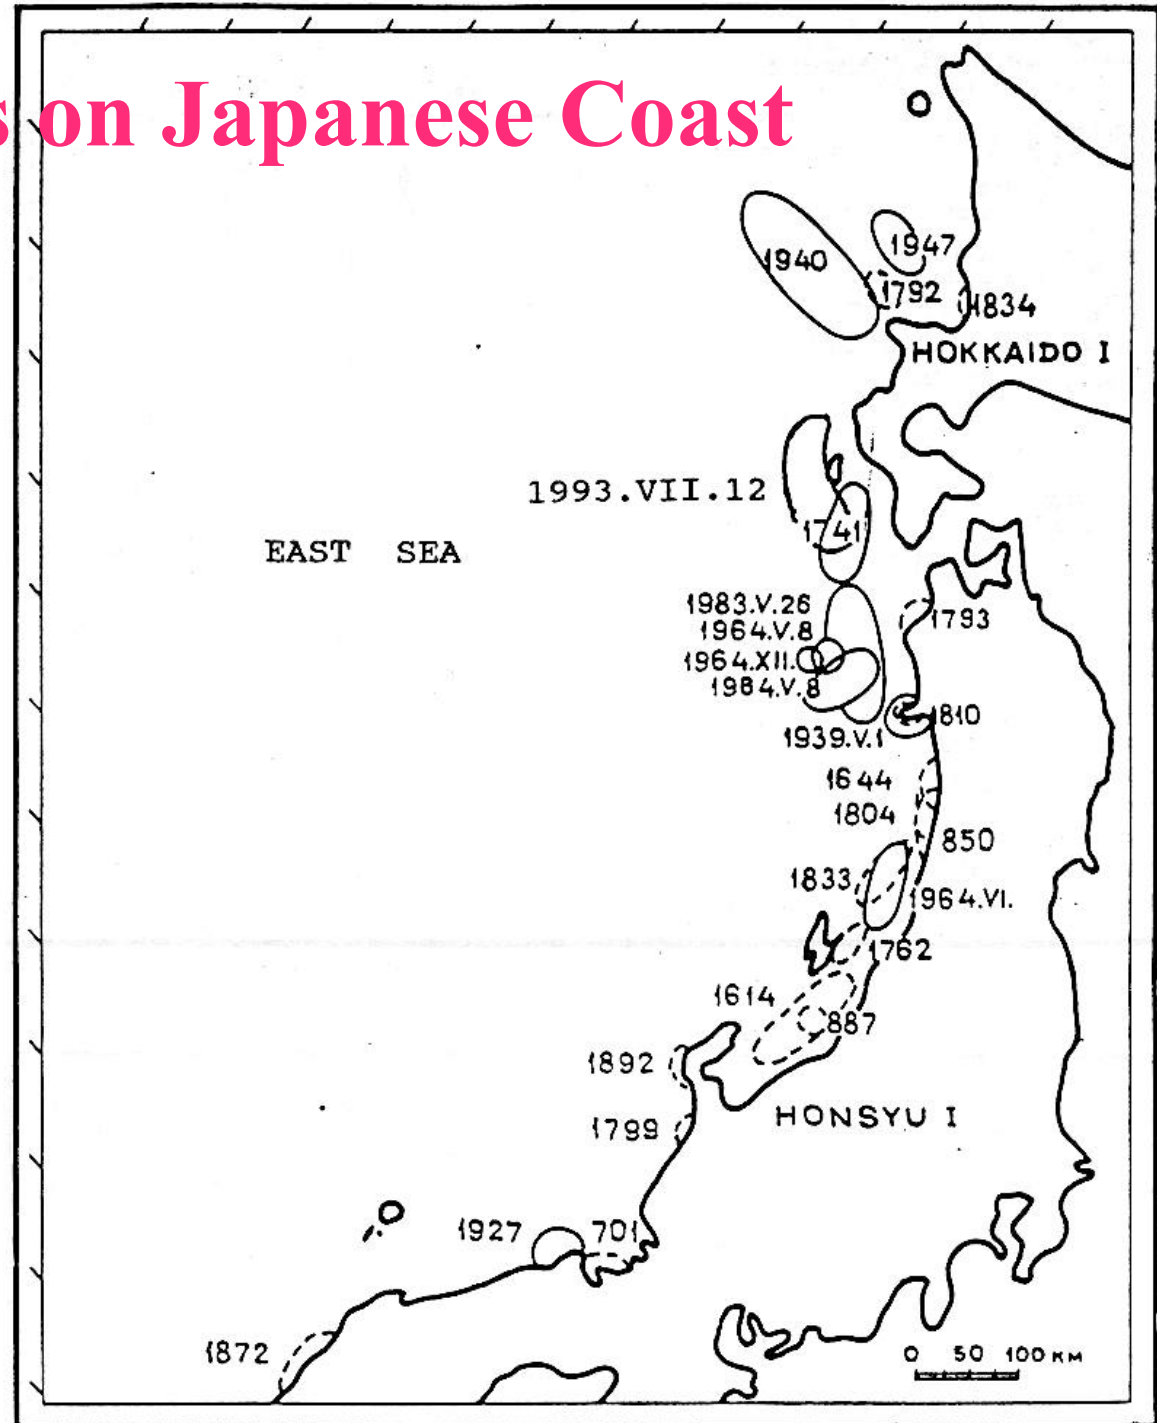 s on Japanese Coast
1947
1940
1792
1834
HOKKAIDO I
1993.VII.12
1741
EAST SEA
1983.V.26
1964.V.8
1793
1964.XII.
1984.V.8
1810
1939.V.1
1644
1804
850
1833
1964.VI.
1762
1614
887
1892
HONSYU I
1799
1927 701
1872
0 50 100 KM